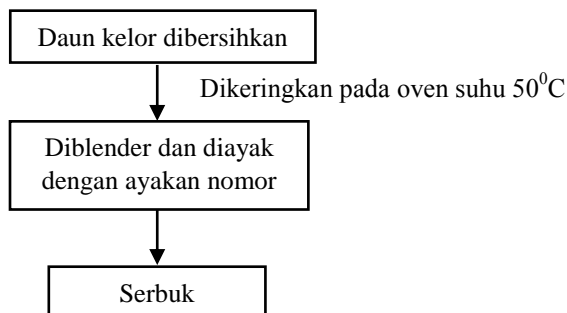 Daun kelor dibersihkan
Dikeringkan pada oven suhu 50⁰C
Diblender dan diayak
dengan ayakan nomor
Serbuk